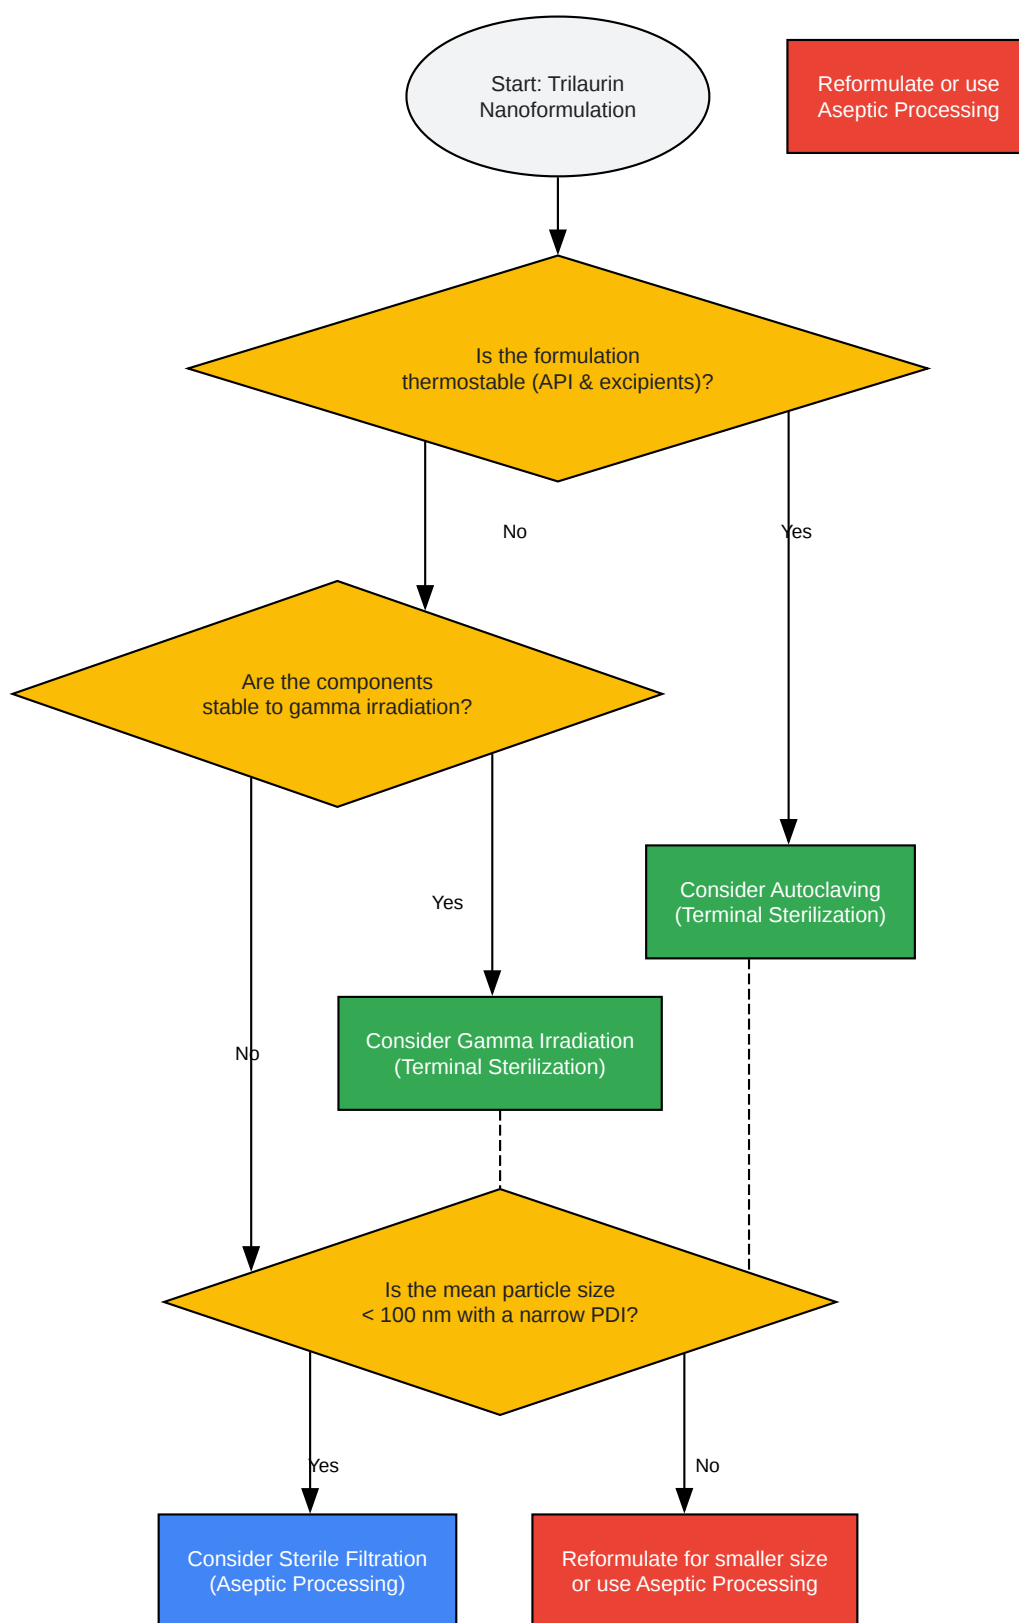 Start: Trilaurin
Nanoformulation
Reformulate or use
Aseptic Processing
Is the formulation
thermostable (API & excipients)?
No
Yes
Are the components
stable to gamma irradiation?
Consider Autoclaving
(Terminal Sterilization)
Yes
Consider Gamma Irradiation
(Terminal Sterilization)
No
Is the mean particle size
< 100 nm with a narrow PDI?
Yes
No
Consider Sterile Filtration
(Aseptic Processing)
Reformulate for smaller size
or use Aseptic Processing